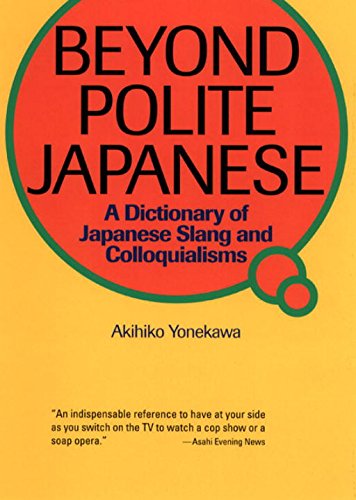 BEYOND
POLITE
JAPANESE
A Dictionary of
Japanese Slang and
Colloquialisms
Akihiko Yonekawa
"An indispensable reference to have at your side
as you switch on the TV to watch a cop show or a
soap opera." —Asahi Evening News